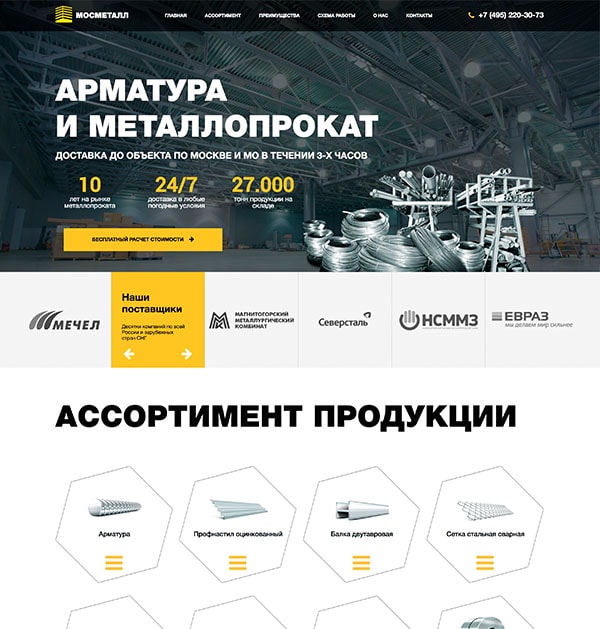 МОСМЕТАЛЛ
ГЛАВНАЯ АССОРТИМЕНТ ПРЕИМУЩЕСТВА СХЕМА РАБОТЫ О НАС КОНТАКТЫ
+7 (495) 220-30-73
АРМАТУРА
И МЕТАЛЛОПРОКАТ
ДОСТАВКА ДО ОБЪЕКТА ПО МОСКВЕ И МО В ТЕЧЕНИИ 3-Х ЧАСОВ
10
лет на рынке
металлопроката
24/7
доставка в любые
погодные условия
27.000
тонн продукции на
складе
БЕСПЛАТНЫЙ РАСЧЕТ СТОИМОСТИ
МЕЧЕЛ
Наши
поставщики
Десятки компаний по всей
России и зарубежных
стран СНГ
МАГНИТОГОРСКИЙ
МЕТАЛЛУРГИЧЕСКИЙ
КОМБИНАТ
Северсталь
НСММЗ
ЕВРАЗ
мы делаем мир сильнее
АССОРТИМЕНТ ПРОДУКЦИИ
Арматура
Профнастил оцинкованный
Балка двутавровая
Сетка стальная сварная